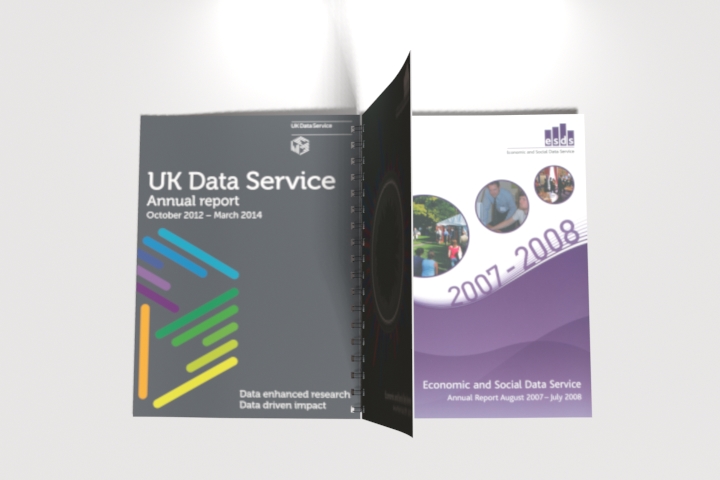 UK Data Service
UK Data Service
Annual report
October 2012 – March 2014
Data enhanced research
Data driven impact
esds
Economic and Social Data Service
2007-2008
Economic and Social Data Service
Annual Report August 2007 – July 2008